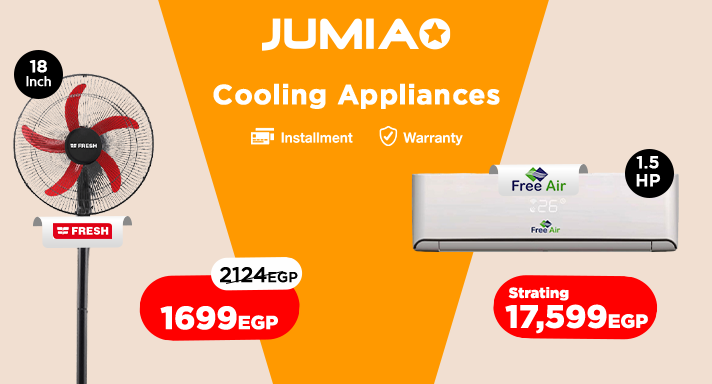 JUMIA
Cooling Appliances
Installment
Warranty
18
Inch
FRESH
FRESH
2124EGP
1699EGP
1.5
HP
Free Air
26°
Free Air
Strating
17,599EGP